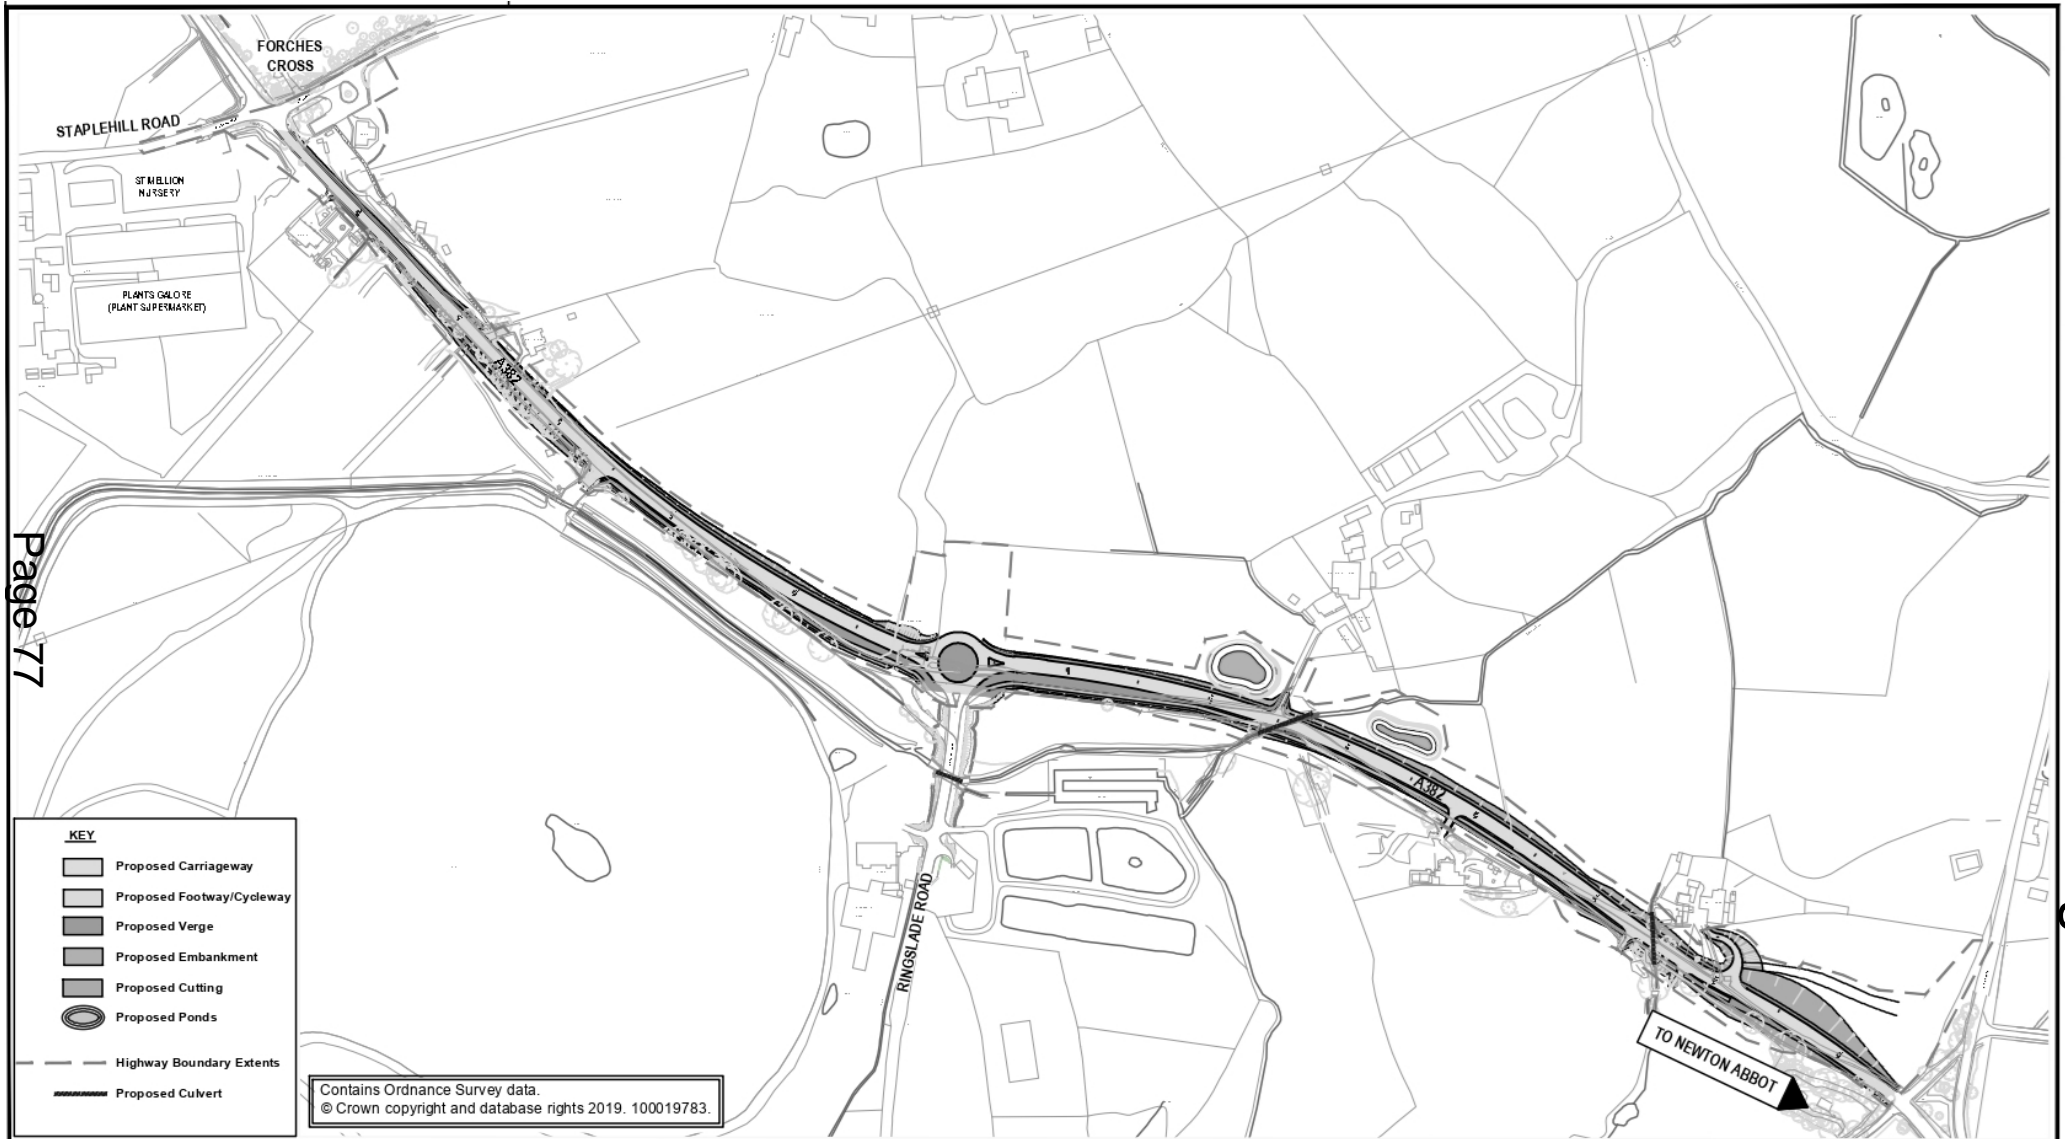 FORCHES
CROSS
STAPLEHILL ROAD
ST MELLION
NURSERY
PLANTS GALORE
(PLANT SUPERMARKET)
A382
Page 77
A382
RINGSLADE ROAD
TO NEWTON ABBOT
KEY
Proposed Carriageway
Proposed Footway/Cycleway
Proposed Verge
Proposed Embankment
Proposed Cutting
Proposed Ponds
Highway Boundary Extents
Proposed Culvert
Contains Ordnance Survey data.
© Crown copyright and database rights 2019. 100019783.